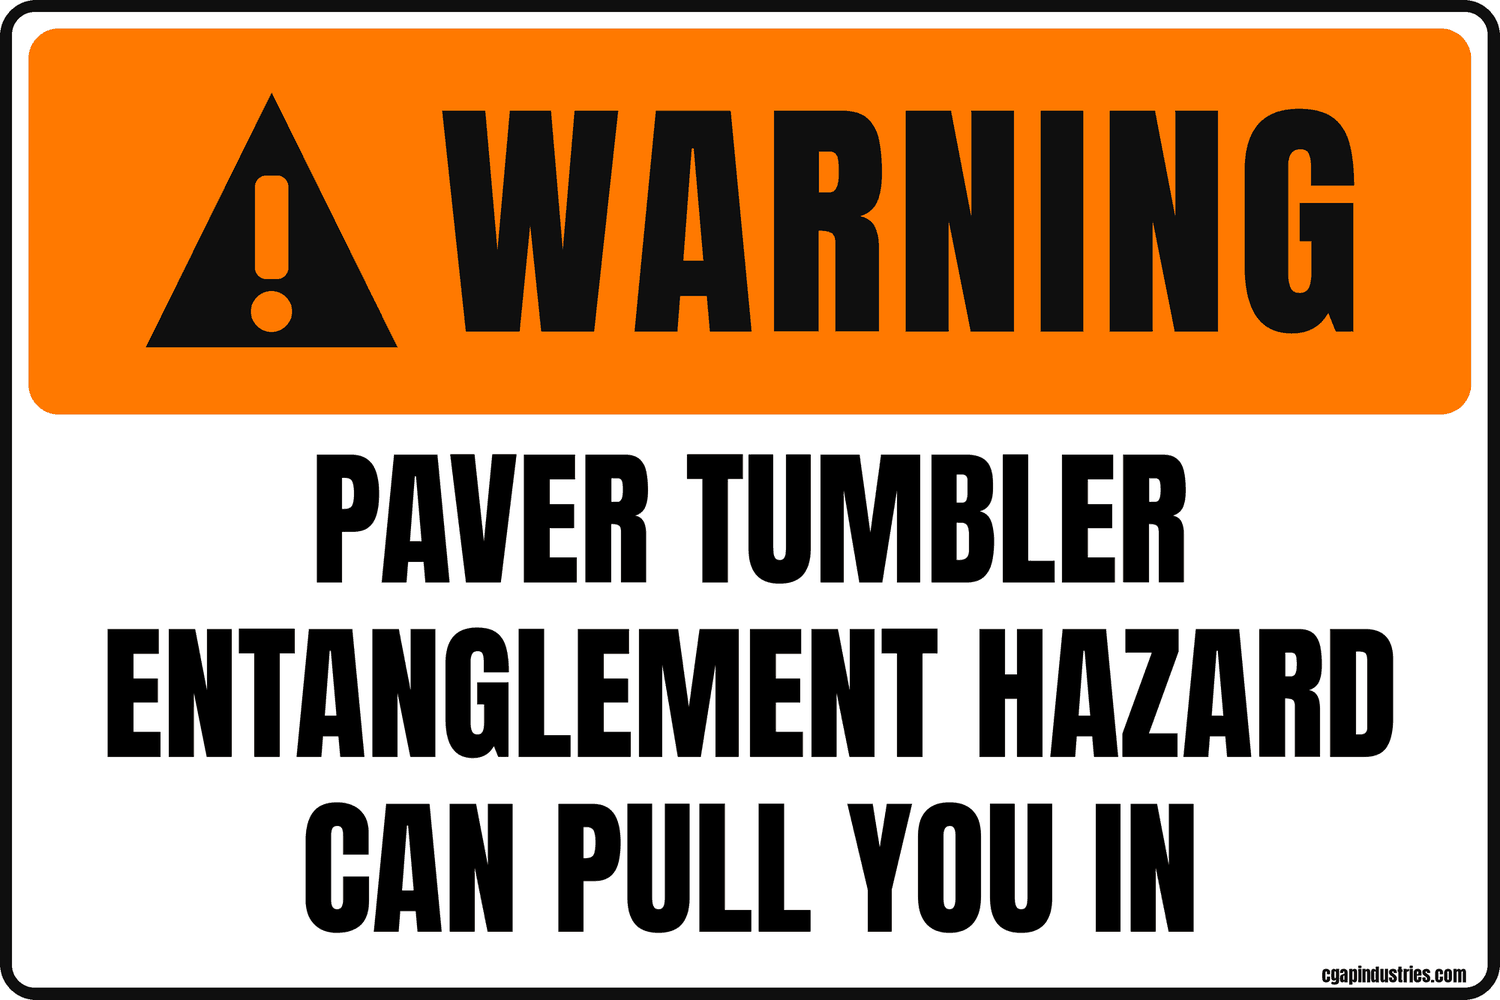 WARNING
PAVER TUMBLER
ENTANGLEMENT HAZARD
CAN PULL YOU IN
cgapindustries.com